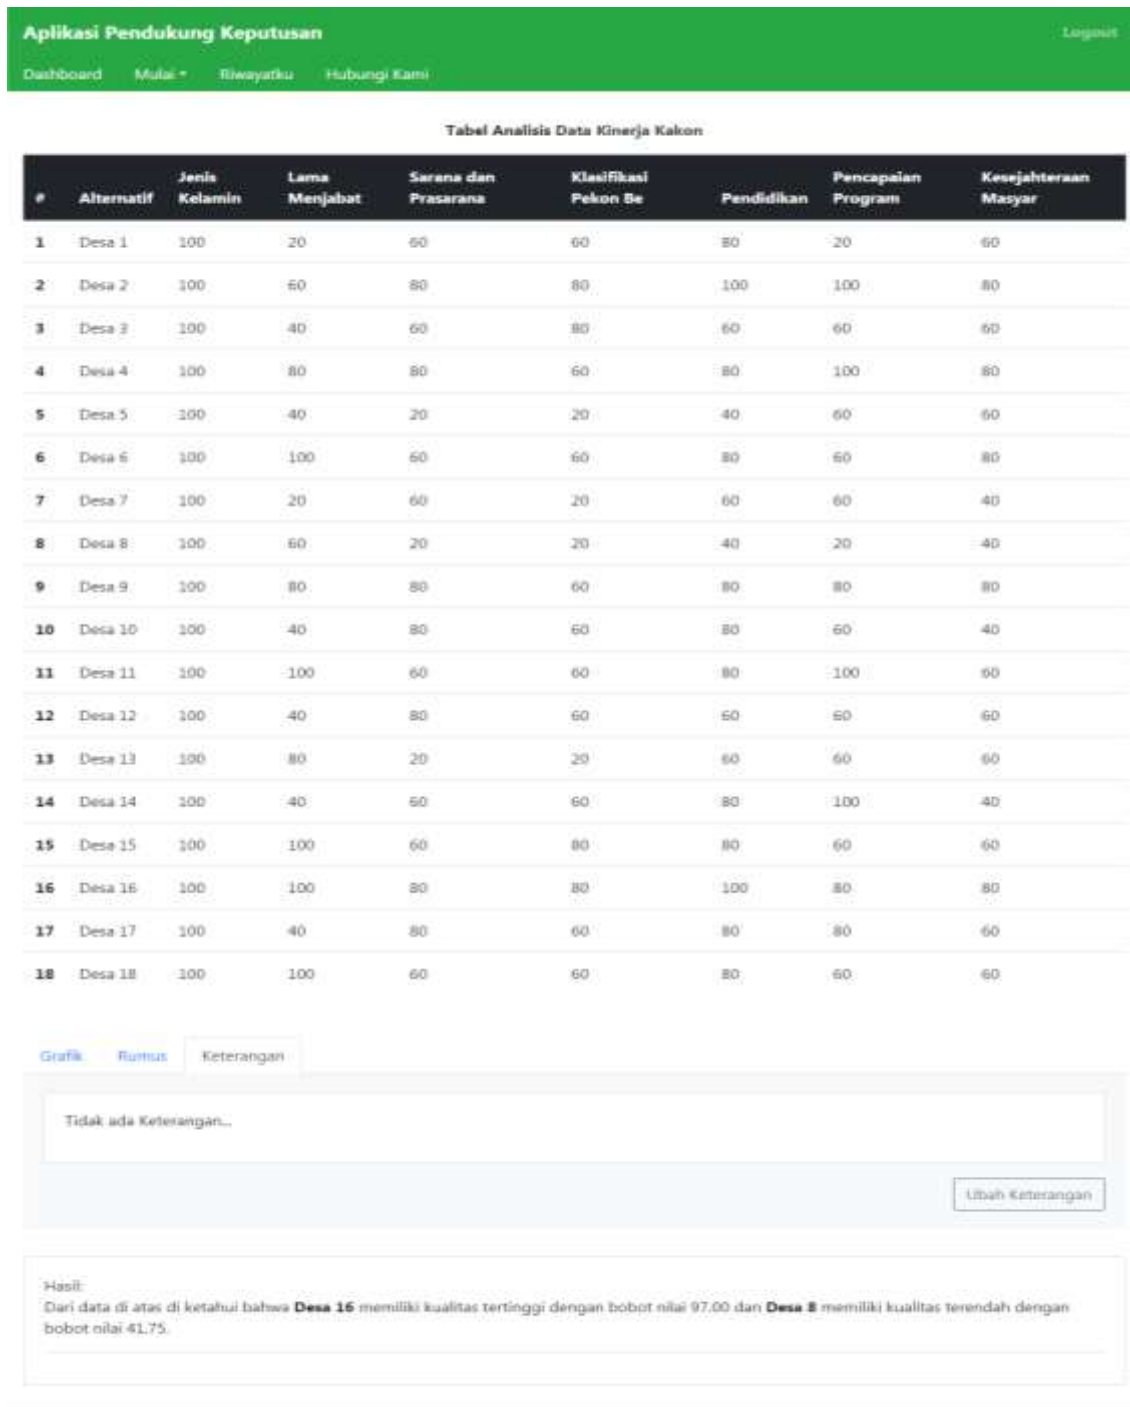 Aplikasi Pendukung Keputusan Logout
Dashboard Mulai Riwayatku Hubungi Kami
Tabel Analisis Data Kinerja Kakon
# Alternatif Jenis Kelamin Lama Menjabat Sarana dan Prasarana Klasifikasi Pekon Be Pendidikan Pencapaian Program Kesejahteraan Masyar
1 Desa 1 100 20 60 60 80 20 60
2 Desa 2 100 60 80 80 100 100 80
3 Desa 3 100 40 60 80 60 60 60
4 Desa 4 100 80 80 60 80 100 80
5 Desa 5 100 40 20 20 40 60 60
6 Desa 6 100 100 60 60 80 60 80
7 Desa 7 100 20 60 20 60 60 40
8 Desa 8 100 60 20 20 40 20 40
9 Desa 9 100 80 80 60 80 80 80
10 Desa 10 100 40 80 60 80 60 40
11 Desa 11 100 100 60 60 80 100 60
12 Desa 12 100 40 80 60 60 60 60
13 Desa 13 100 80 20 20 60 60 60
14 Desa 14 100 40 60 60 80 100 40
15 Desa 15 100 100 60 80 80 60 60
16 Desa 16 100 100 80 80 100 80 80
17 Desa 17 100 40 80 60 80 80 60
18 Desa 18 100 100 60 60 80 60 60
Grafik Rumus Keterangan
Tidak ada Keterangan...
Ubah Keterangan
Hasil:
Dari data di atas di ketahui bahwa Desa 16 memiliki kualitas tertinggi dengan bobot nilai 97.00 dan Desa 8 memiliki kualitas terendah dengan
bobot nilai 41.75.